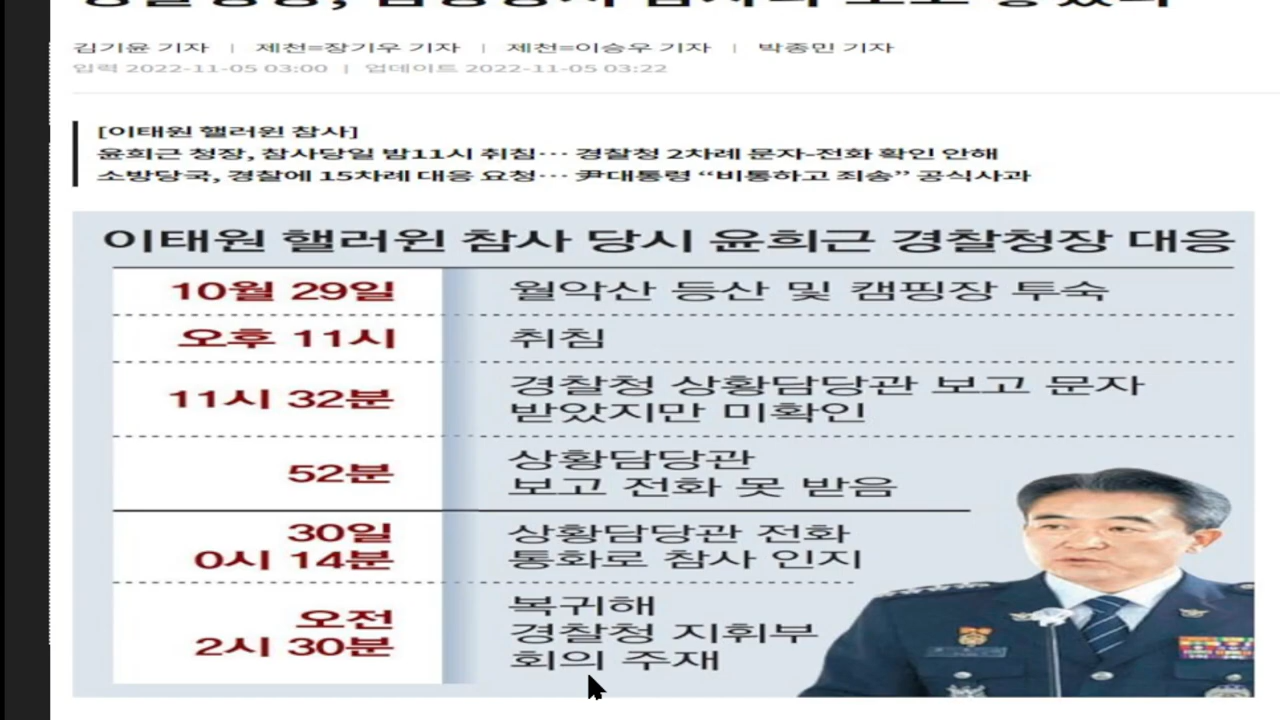 김기윤 기자 | 제천=장기우 기자 | 제천=이승우 기자 | 박종민 기자
입력 2022-11-05 03:00 | 업데이트 2022-11-05 03:22
[이태원 핼러윈 참사]
윤희근 청장, 참사당일 밤11시 취침… 경찰청 2차례 문자-전화 확인 안해
소방당국, 경찰에 15차례 대응 요청… 尹대통령 “비통하고 죄송” 공식사과
이태원 핼러윈 참사 당시 윤희근 경찰청장 대응
10월 29일 월악산 등산 및 캠핑장 투숙
오후 11시 취침
11시 32분 경찰청 상황담당관 보고 문자
받았지만 미확인
52분 상황담당관
보고 전화 못 받음
30일 상황담당관 전화
0시 14분 통화로 참사 인지
오전 복귀해
2시 30분 경찰청 지휘부
회의 주재